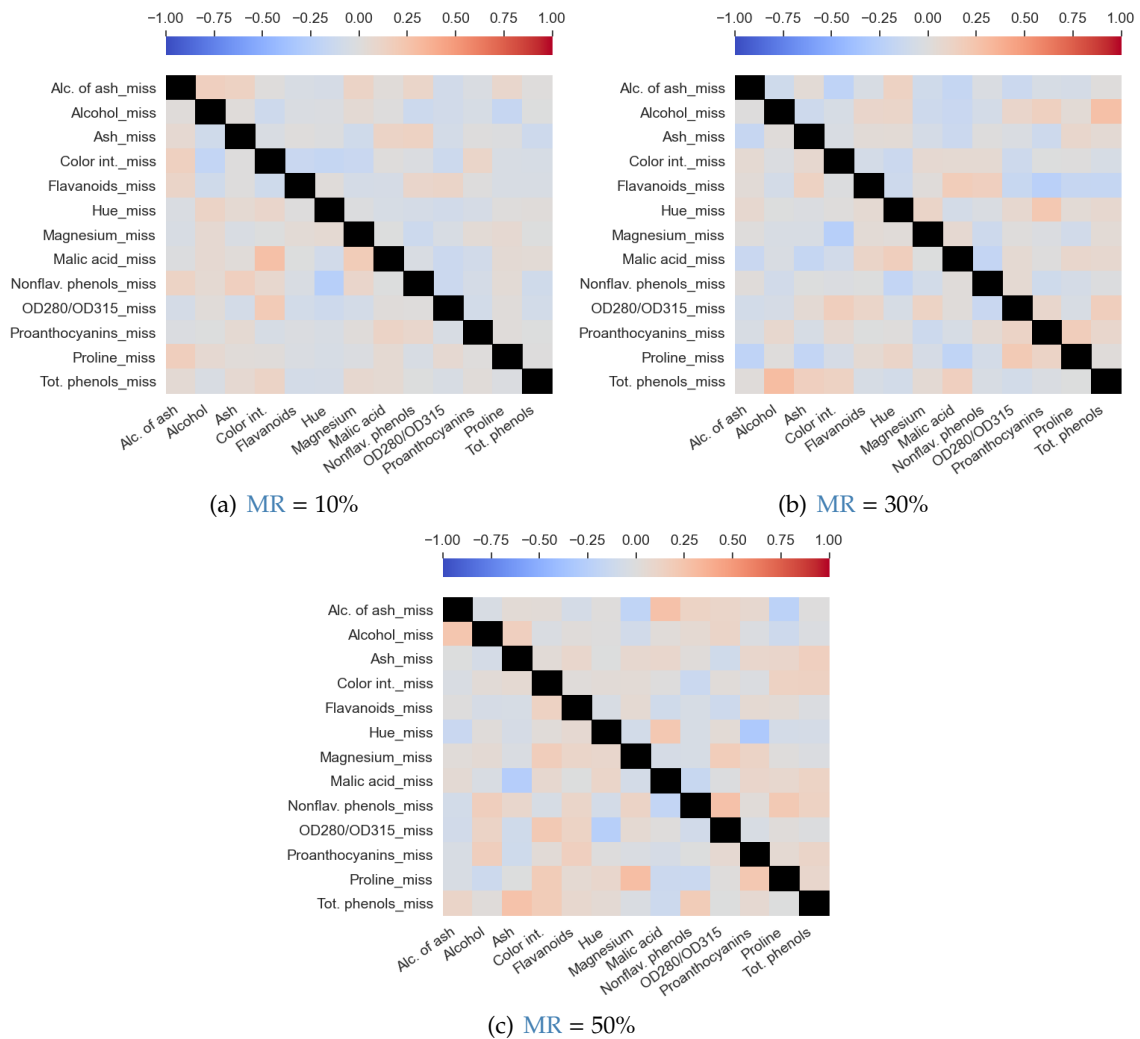 −1.00 −0.75 −0.50 −0.25 0.00 0.25 0.50 0.75 1.00
Alc. of ash_miss
Alcohol_miss
Ash_miss
Color int._miss
Flavanoids_miss
Hue_miss
Magnesium_miss
Malic acid_miss
Nonflav. phenols_miss
OD280/OD315_miss
Proanthocyanins_miss
Proline_miss
Tot. phenols_miss
Alc. of ash
Alcohol
Ash
Color int.
Flavanoids
Hue
Magnesium
Malic acid
Nonflav. phenols
OD280/OD315
Proanthocyanins
Proline
Tot. phenols
(a) MR = 10%
−1.00 −0.75 −0.50 −0.25 0.00 0.25 0.50 0.75 1.00
Alc. of ash_miss
Alcohol_miss
Ash_miss
Color int._miss
Flavanoids_miss
Hue_miss
Magnesium_miss
Malic acid_miss
Nonflav. phenols_miss
OD280/OD315_miss
Proanthocyanins_miss
Proline_miss
Tot. phenols_miss
Alc. of ash
Alcohol
Ash
Color int.
Flavanoids
Hue
Magnesium
Malic acid
Nonflav. phenols
OD280/OD315
Proanthocyanins
Proline
Tot. phenols
(b) MR = 30%
−1.00 −0.75 −0.50 −0.25 0.00 0.25 0.50 0.75 1.00
Alc. of ash_miss
Alcohol_miss
Ash_miss
Color int._miss
Flavanoids_miss
Hue_miss
Magnesium_miss
Malic acid_miss
Nonflav. phenols_miss
OD280/OD315_miss
Proanthocyanins_miss
Proline_miss
Tot. phenols_miss
Alc. of ash
Alcohol
Ash
Color int.
Flavanoids
Hue
Magnesium
Malic acid
Nonflav. phenols
OD280/OD315
Proanthocyanins
Proline
Tot. phenols
(c) MR = 50%